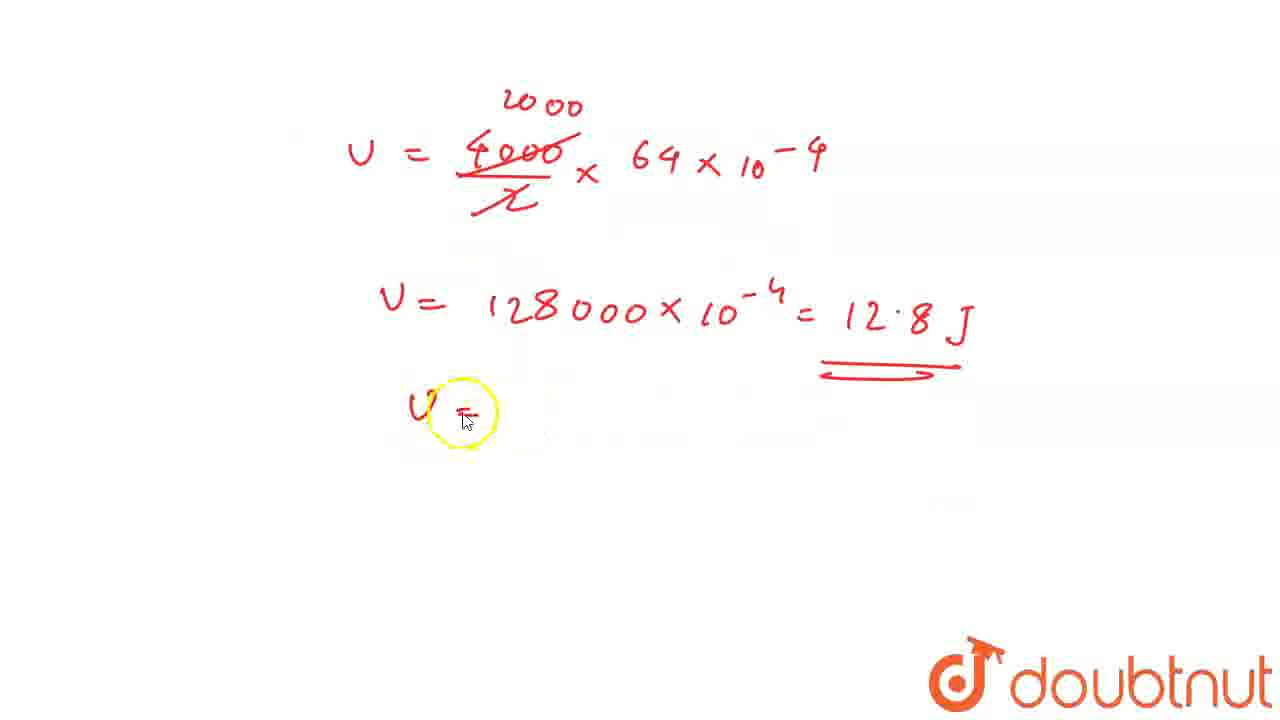 2000
U = 4000/2 × 64 × 10^-4
U = 128000 × 10^-4 = 12.8 J
U =
doubtnut